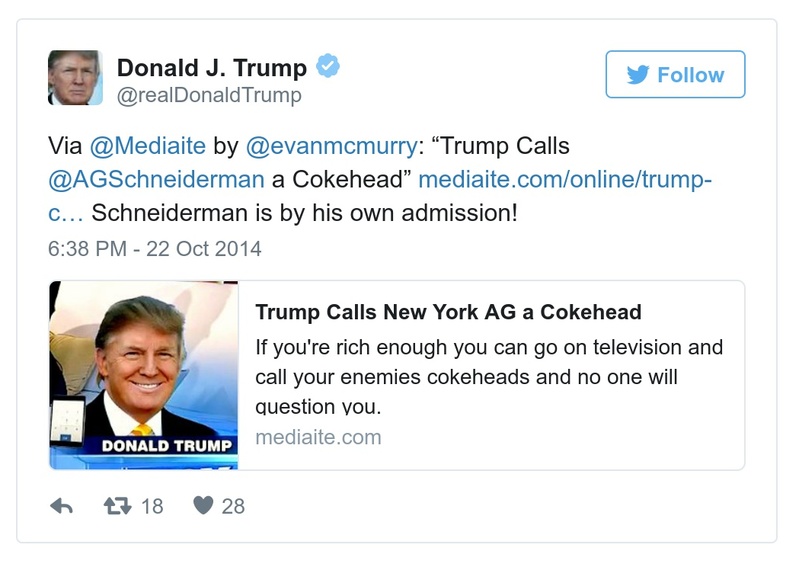 Donald J. Trump
@realDonaldTrump
Follow
Via @Mediaite by @evanmcmurry: “Trump Calls
@AGSchneiderman a Cokehead” mediaite.com/online/trump-
c… Schneiderman is by his own admission!
6:38 PM - 22 Oct 2014
DONALD TRUMP
Trump Calls New York AG a Cokehead
If you're rich enough you can go on television and
call your enemies cokeheads and no one will
question you.
mediaite.com
18
28